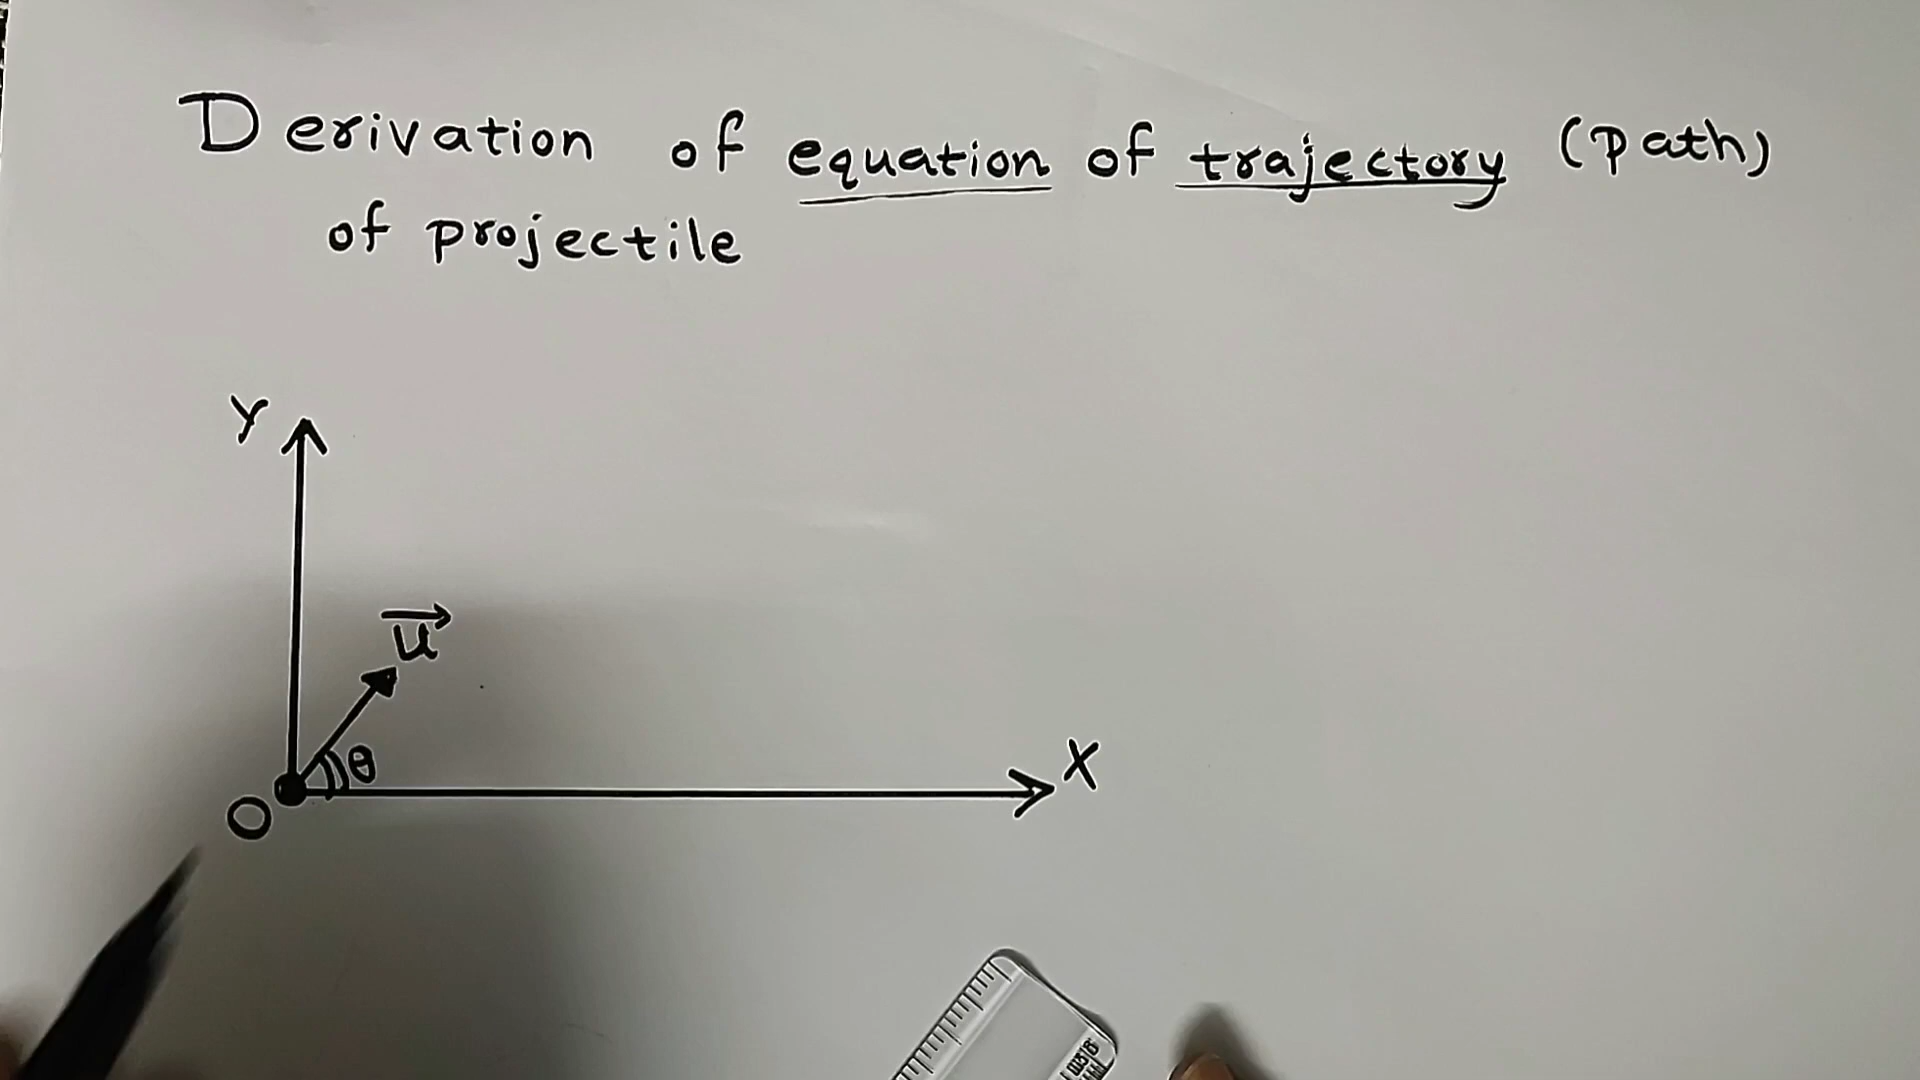 Derivation of equation of trajectory (Path)
of projectile
Y
u
θ
X
O